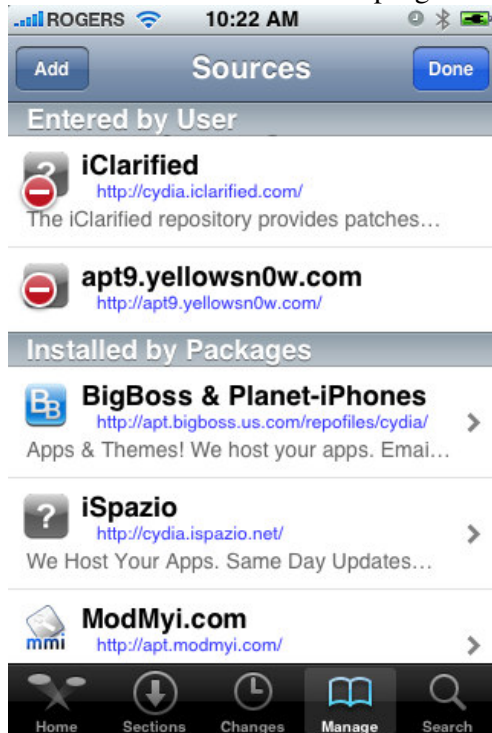 ROGERS 10:22 AM
Add Sources Done
Entered by User
iClarified
http://cydia.iclarified.com/
The iClarified repository provides patches...
apt9.yellowsn0w.com
http://apt9.yellowsn0w.com/
Installed by Packages
BB BigBoss & Planet-iPhones
http://apt.bigboss.us.com/repofiles/cydia/
Apps & Themes! We host your apps. Emai...
? iSpazio
http://cydia.ispazio.net/
We Host Your Apps. Same Day Updates...
ModMyi.com
mmi http://apt.modmyi.com/
Home Sections Changes Manage Search